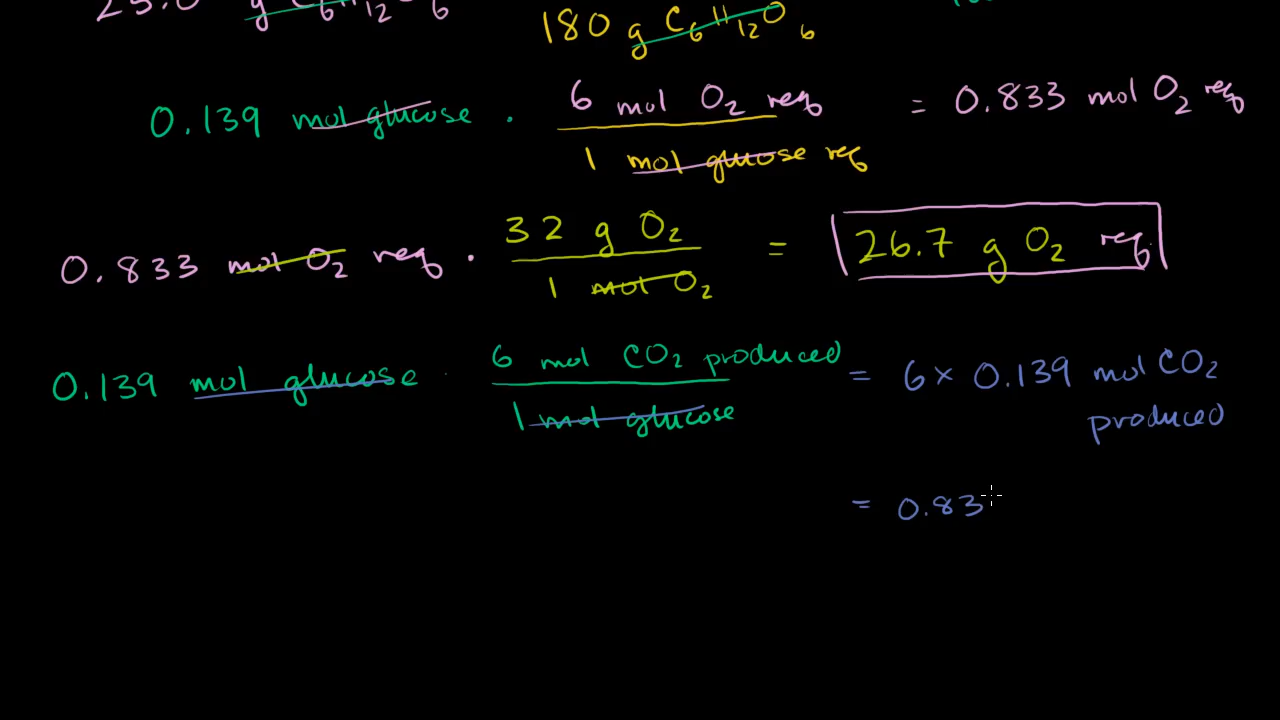 g C6H12O6
180 g C6H12O6
0.139 mol glucose · 6 mol O2 req / 1 mol glucose req = 0.833 mol O2 req
0.833 mol O2 req · 32 g O2 / 1 mol O2 = 26.7 g O2 req
0.139 mol glucose · 6 mol CO2 produced / 1 mol glucose = 6 × 0.139 mol CO2
produced
= 0.83